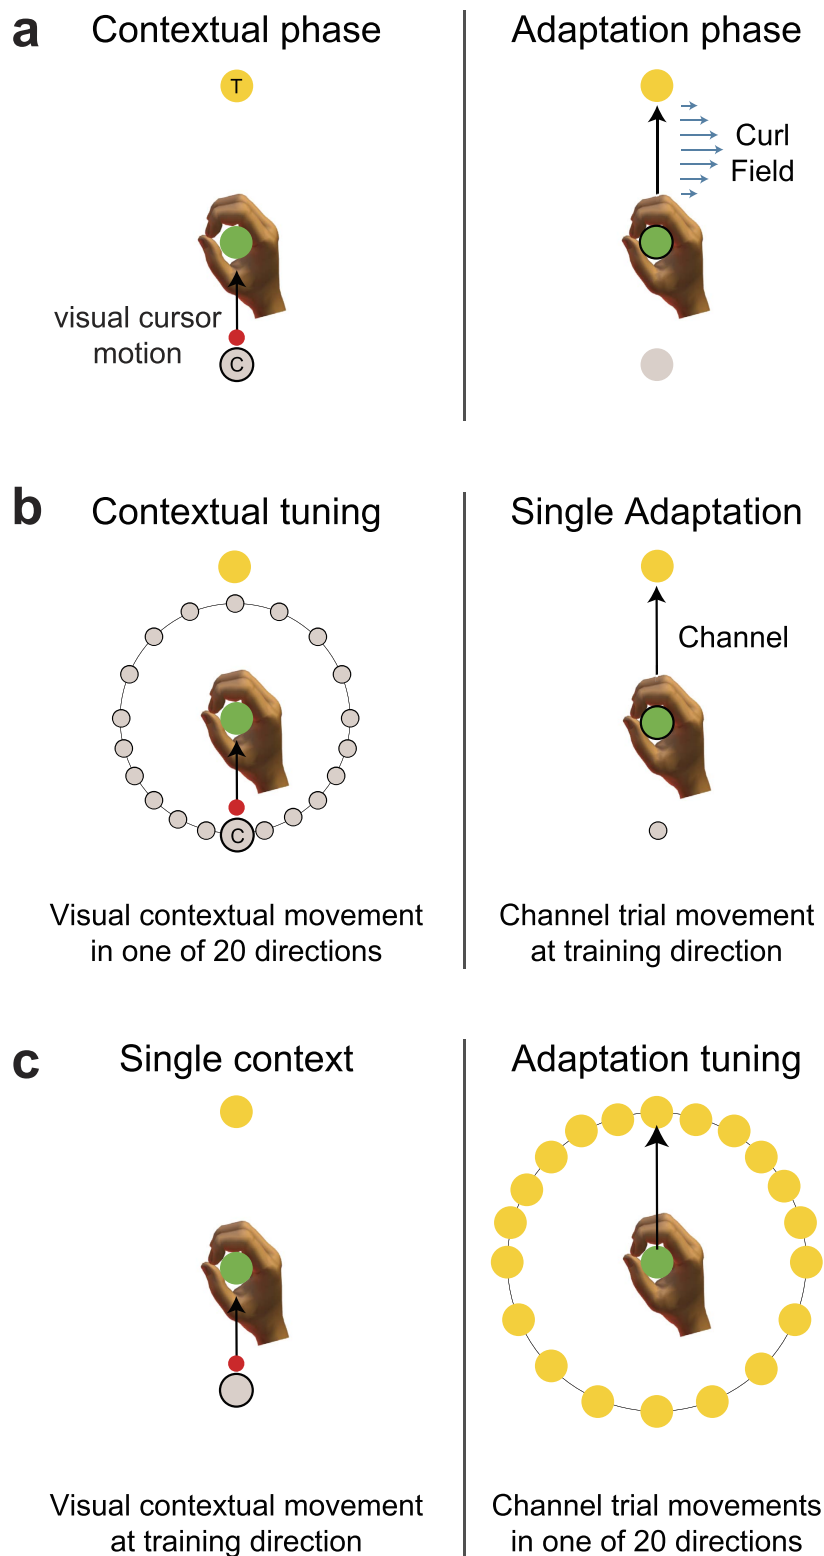 a
Contextual phase
Adaptation phase
T
Curl
Field
visual cursor
motion
C
b
Contextual tuning
Single Adaptation
Channel
C
Visual contextual movement
in one of 20 directions
Channel trial movement
at training direction
c
Single context
Adaptation tuning
Visual contextual movement
at training direction
Channel trial movements
in one of 20 directions